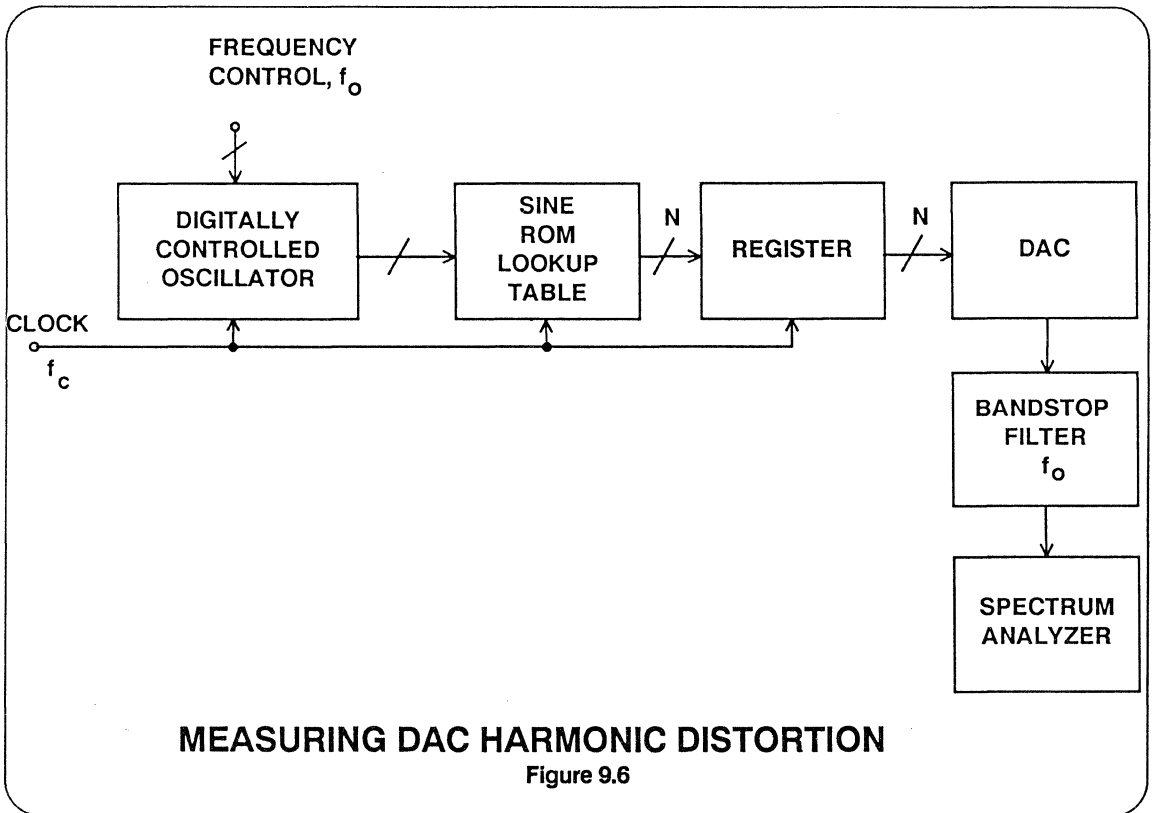 FREQUENCY
CONTROL, fo
DIGITALLY
CONTROLLED
OSCILLATOR
SINE
ROM
LOOKUP
TABLE
N
REGISTER
N
DAC
CLOCK
fc
BANDSTOP
FILTER
fo
SPECTRUM
ANALYZER
MEASURING DAC HARMONIC DISTORTION
Figure 9.6